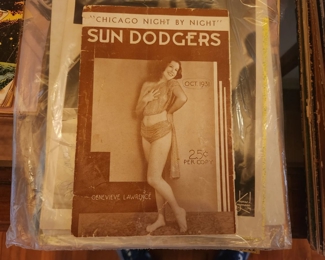 "CHICAGO NIGHT BY NIGHT"
SUN DODGERS
OCT 1931
25¢
PER COPY
GENEVIEVE LAWRENCE